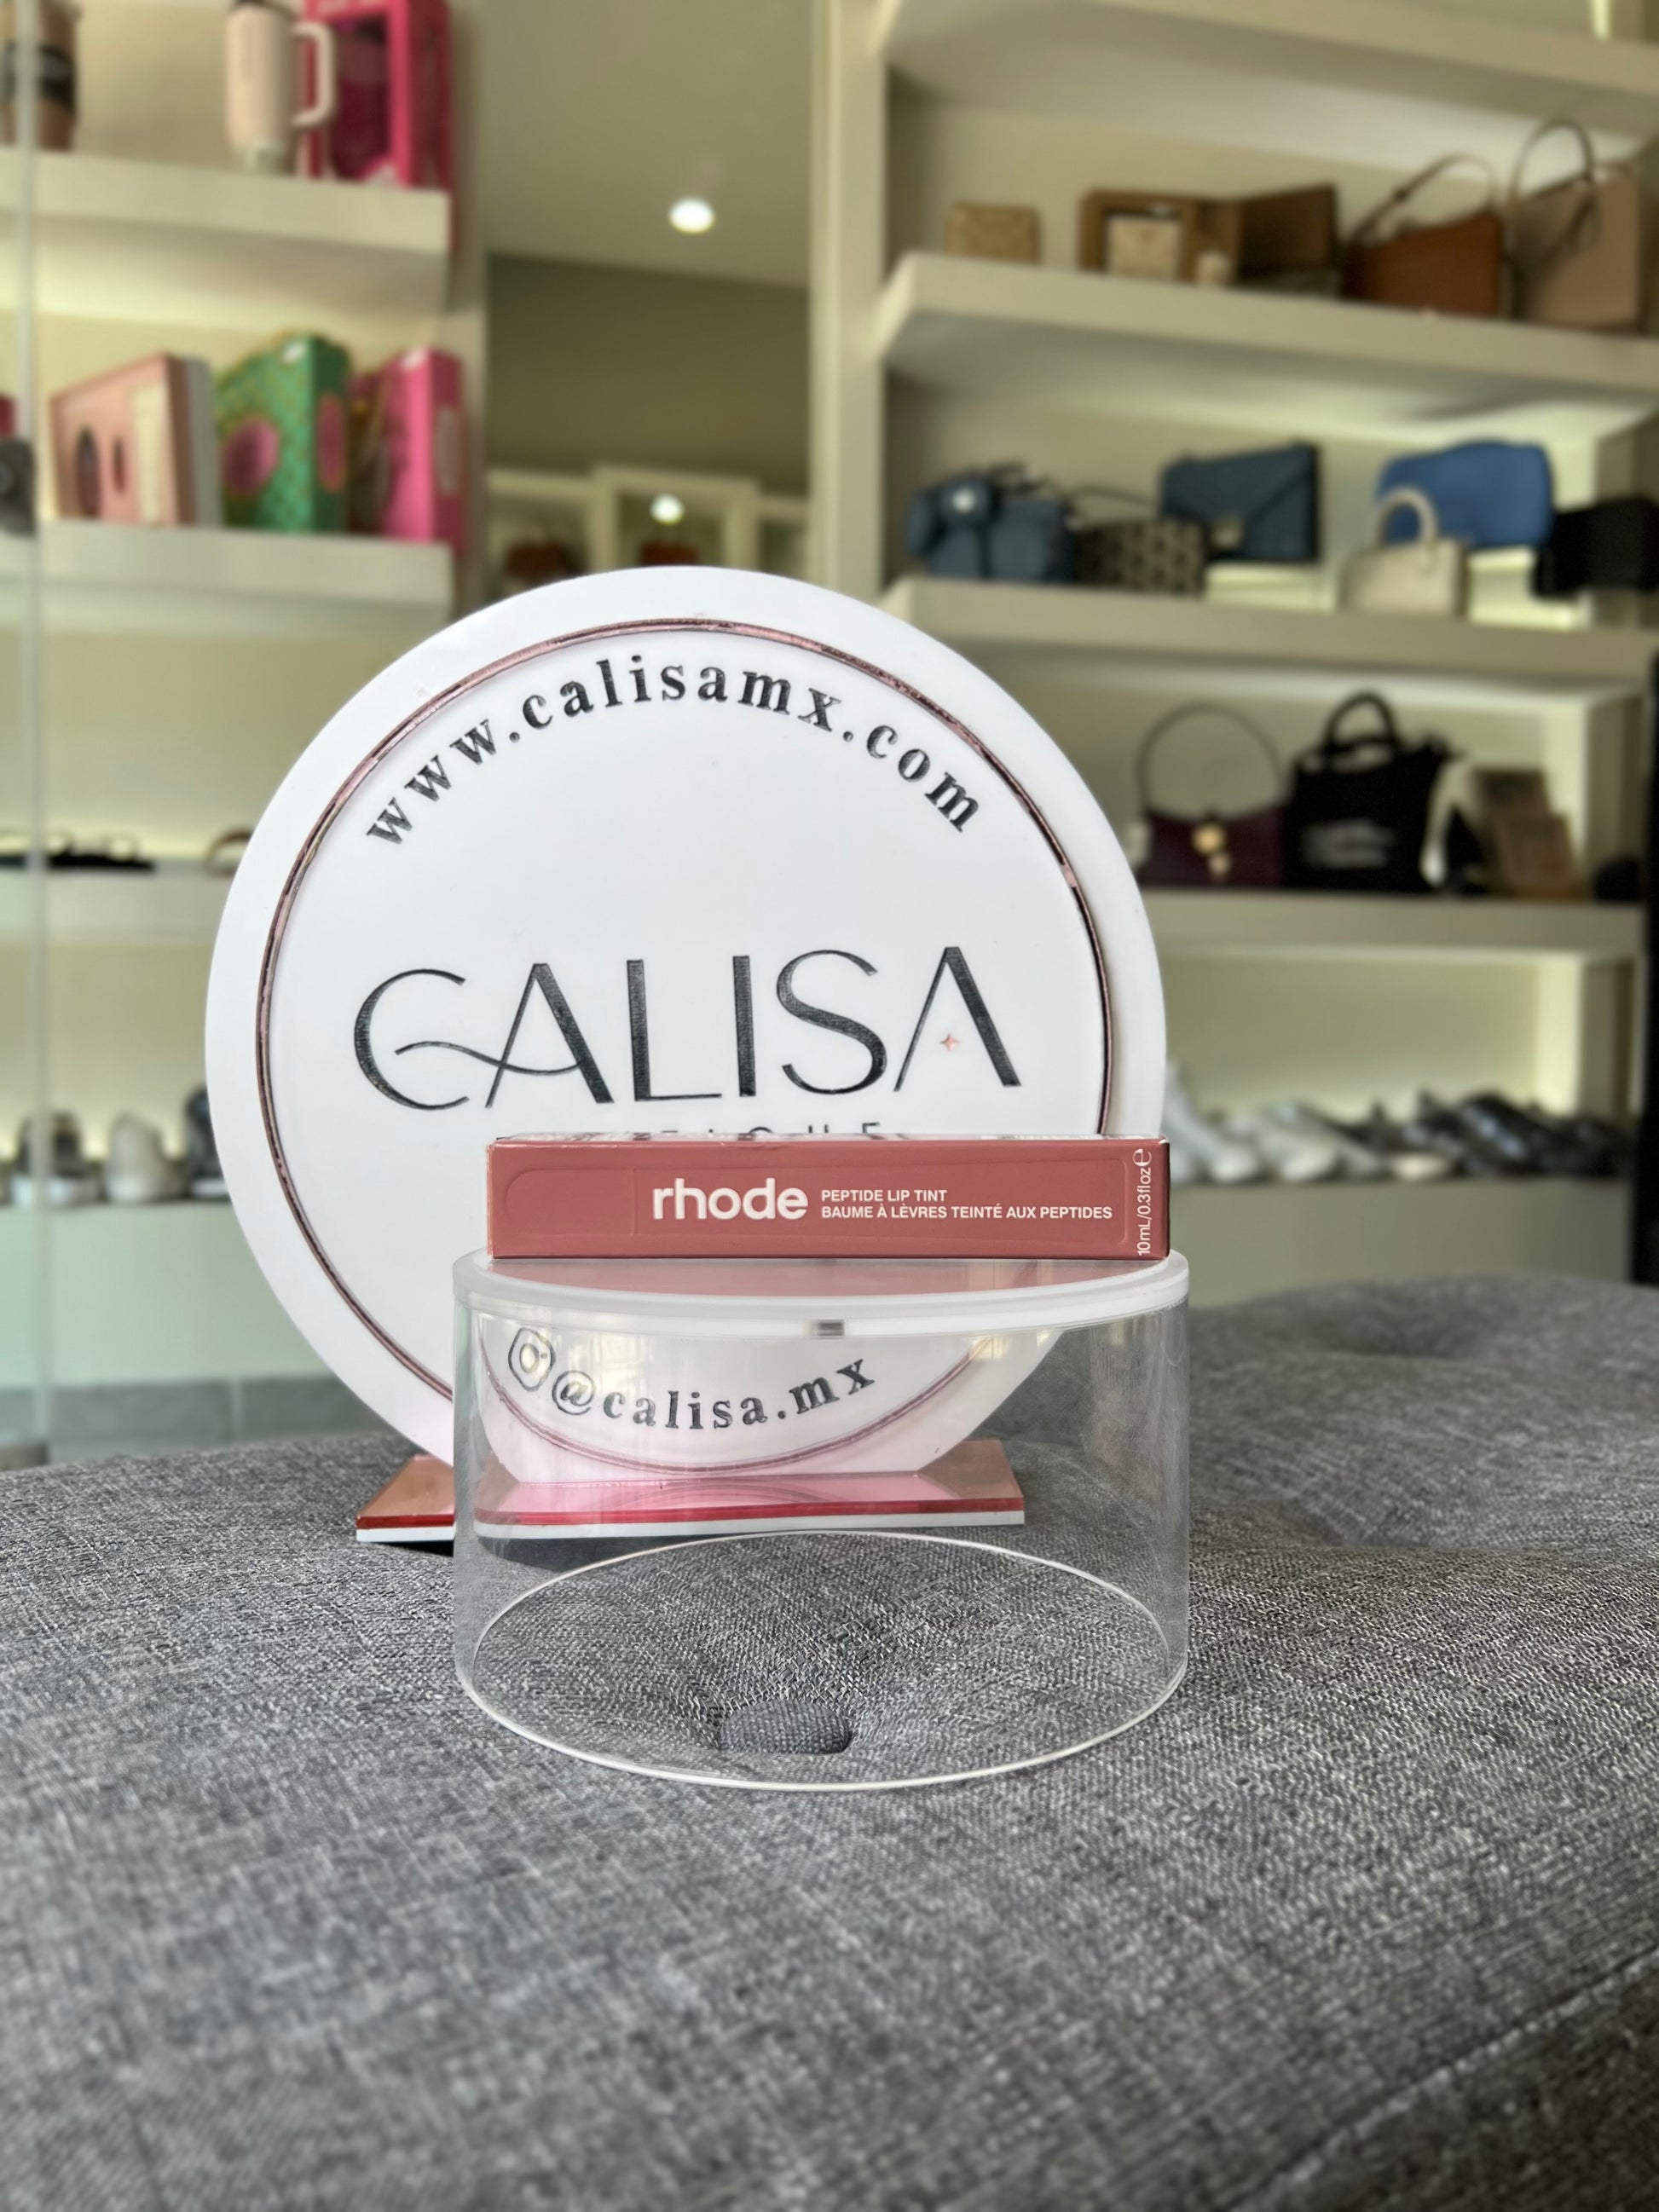 www.calisamx.com
CALISA
rhode
PEPTIDE LIP TINT
BAUME À LÈVRES TEINTÉ AUX PEPTIDES
10mL/0.3floz℮
@calisa.mx